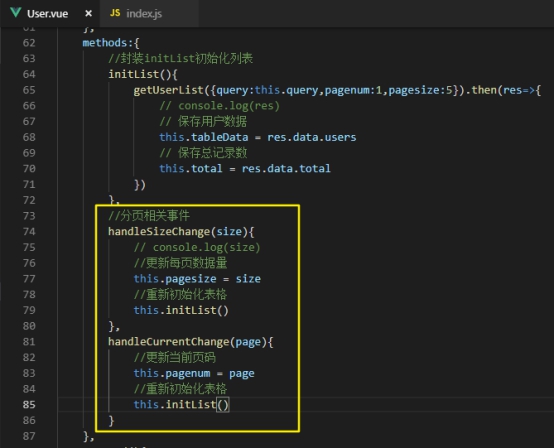 User.vue × JS index.js
61 },
62 methods:{
63 //封装initList初始化列表
64 initList(){
65 getUserList({query:this.query,pagenum:1,pagesize:5}).then(res=>{
66 // console.log(res)
67 // 保存用户数据
68 this.tableData = res.data.users
69 // 保存总记录数
70 this.total = res.data.total
71 })
72 },
73 //分页相关事件
74 handleSizeChange(size){
75 // console.log(size)
76 //更新每页数据量
77 this.pagesize = size
78 //重新初始化表格
79 this.initList()
80 },
81 handleCurrentChange(page){
82 //更新当前页码
83 this.pagenum = page
84 //重新初始化表格
85 this.initList()
86 }
87 },